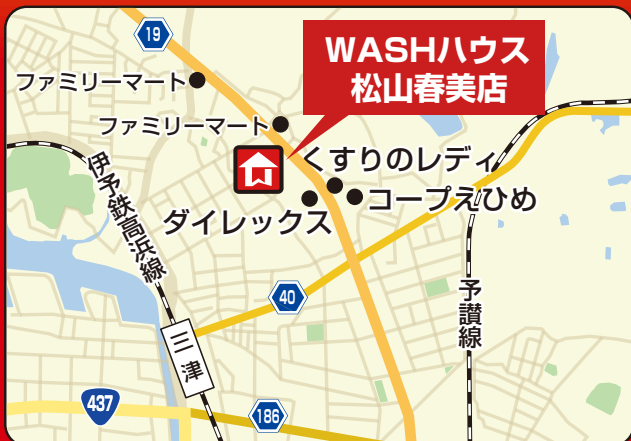 19
WASHハウス
松山春美店
ファミリーマート
ファミリーマート
くすりのレディ
コープえひめ
ダイレックス
伊予鉄高浜線
予讃線
40
三津
437
186